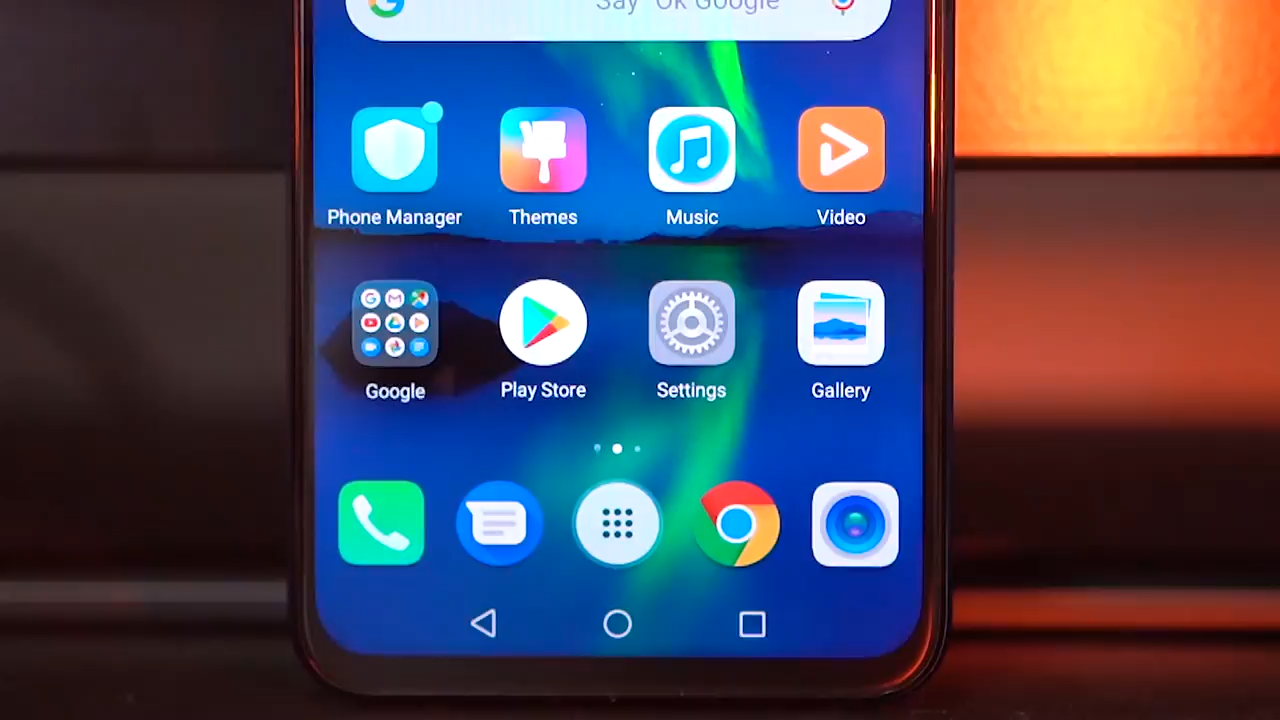 Say "Ok Google"
Phone Manager
Themes
Music
Video
Google
Play Store
Settings
Gallery